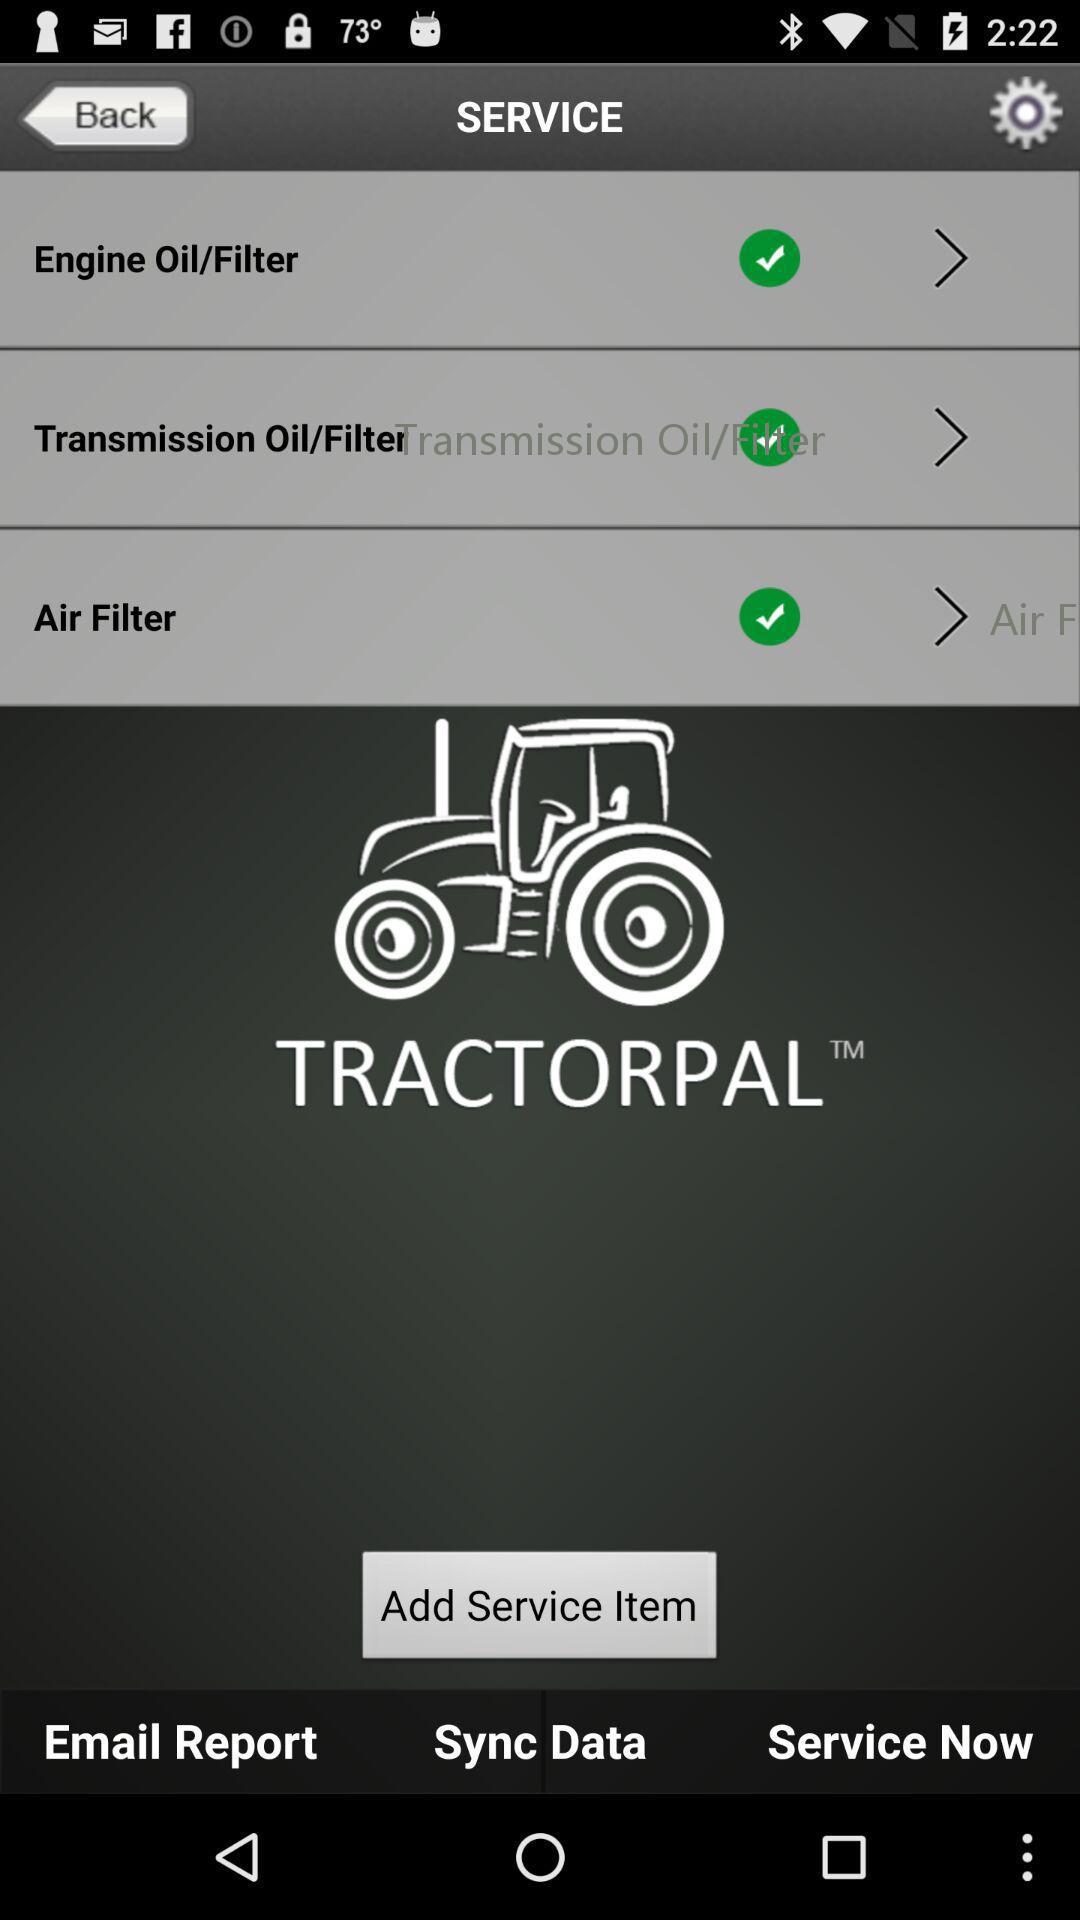 73° 2:22
Back SERVICE
Engine Oil/Filter
Transmission Oil/Filter Transmission Oil/Filter
Air Filter Air F
TRACTORPAL™
Add Service Item
Email Report Sync Data Service Now